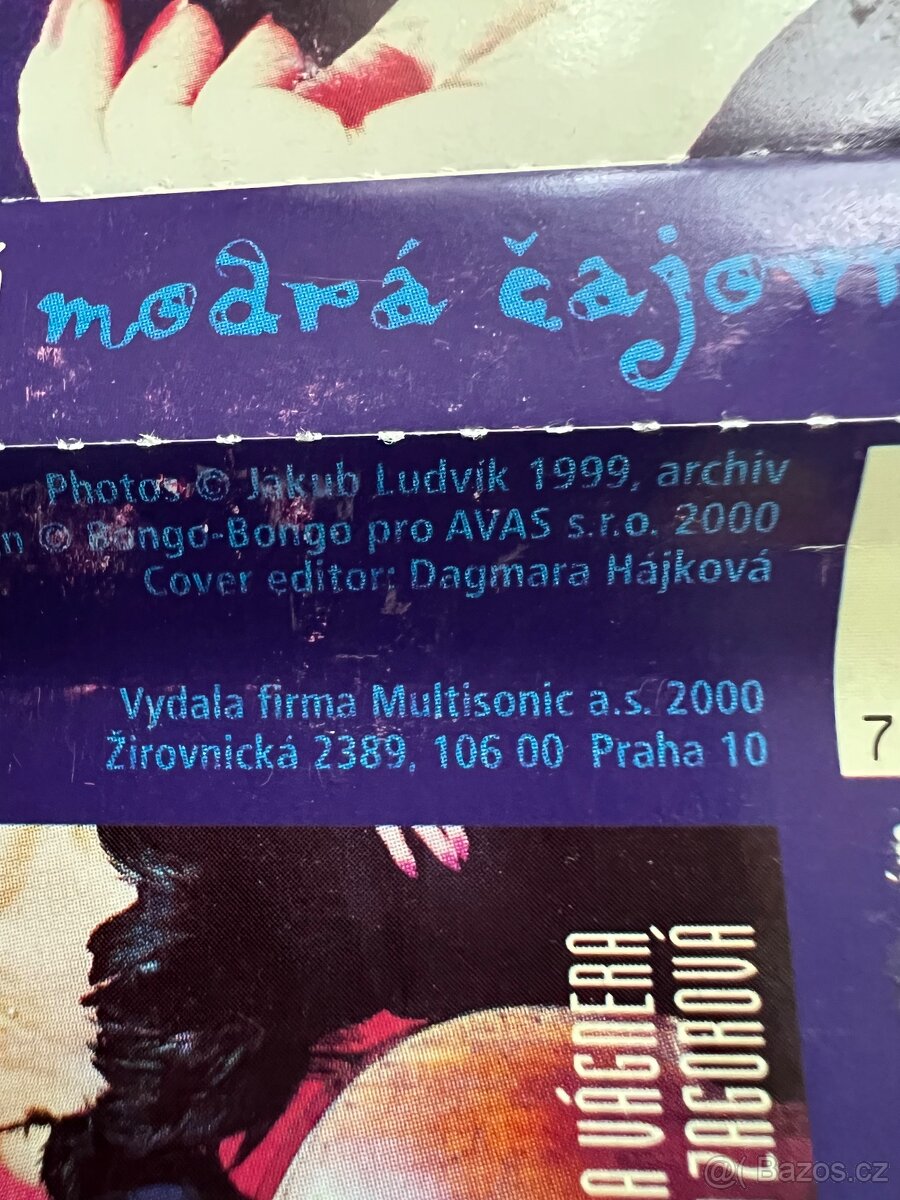 modrá čajovn
Photos © Jakub Ludvík 1999, archiv
n © Bongo-Bongo pro AVAS s.r.o. 2000
Cover editor: Dagmara Hájková
Vydala firma Multisonic a.s. 2000
Žirovnická 2389, 106 00 Praha 10
7
A VÁGNERA
ZAGOROVÁ
@( Bazos.cz